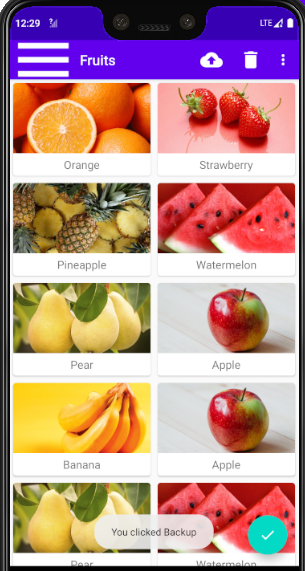 12:29 LTE
Fruits
Orange Strawberry
Pineapple Watermelon
Pear Apple
Banana Apple
You clicked Backup
Pear Watermelon